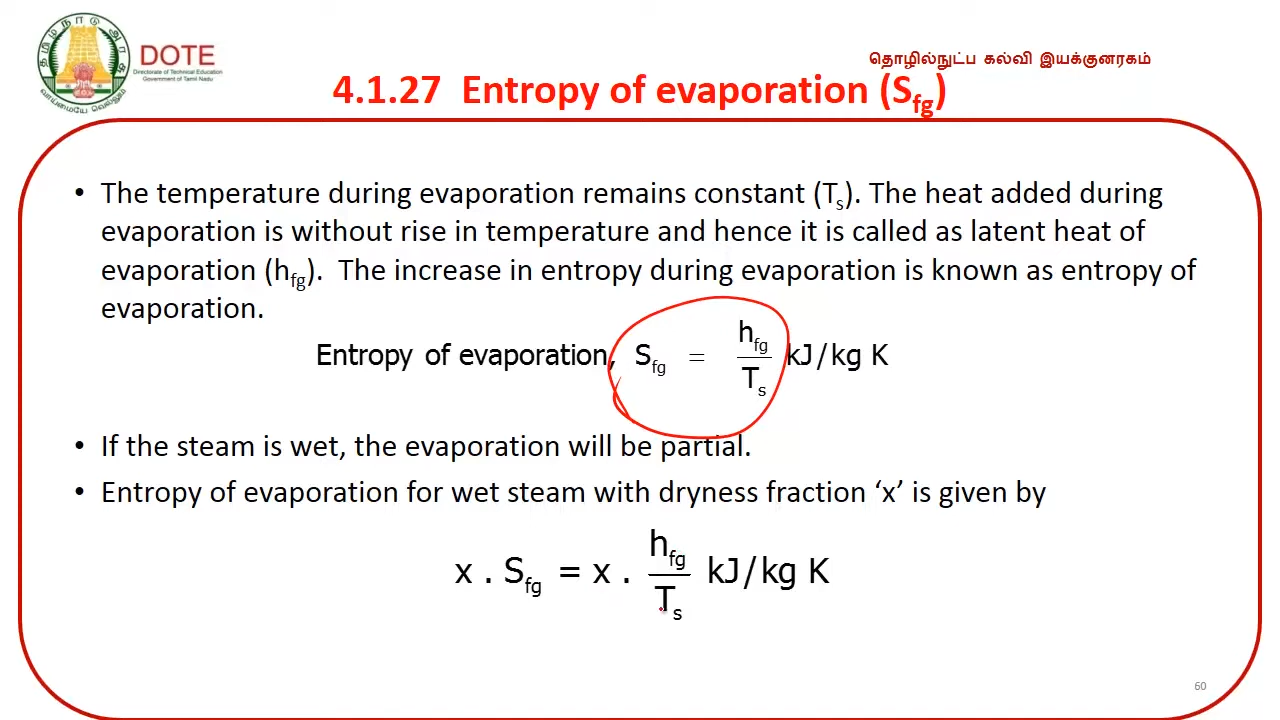 தமிழ்நாடு அரசு
வாய்மையே வெல்லும்
DOTE
Directorate of Technical Education
Government of Tamil Nadu
தொழில்நுட்ப கல்வி இயக்குனரகம்
4.1.27 Entropy of evaporation (Sfg)
• The temperature during evaporation remains constant (Ts). The heat added during
evaporation is without rise in temperature and hence it is called as latent heat of
evaporation (hfg). The increase in entropy during evaporation is known as entropy of
evaporation.
Entropy of evaporation, Sfg = hfg / Ts kJ/kg K
• If the steam is wet, the evaporation will be partial.
• Entropy of evaporation for wet steam with dryness fraction ‘x’ is given by
x . Sfg = x . hfg / Ts kJ/kg K
60